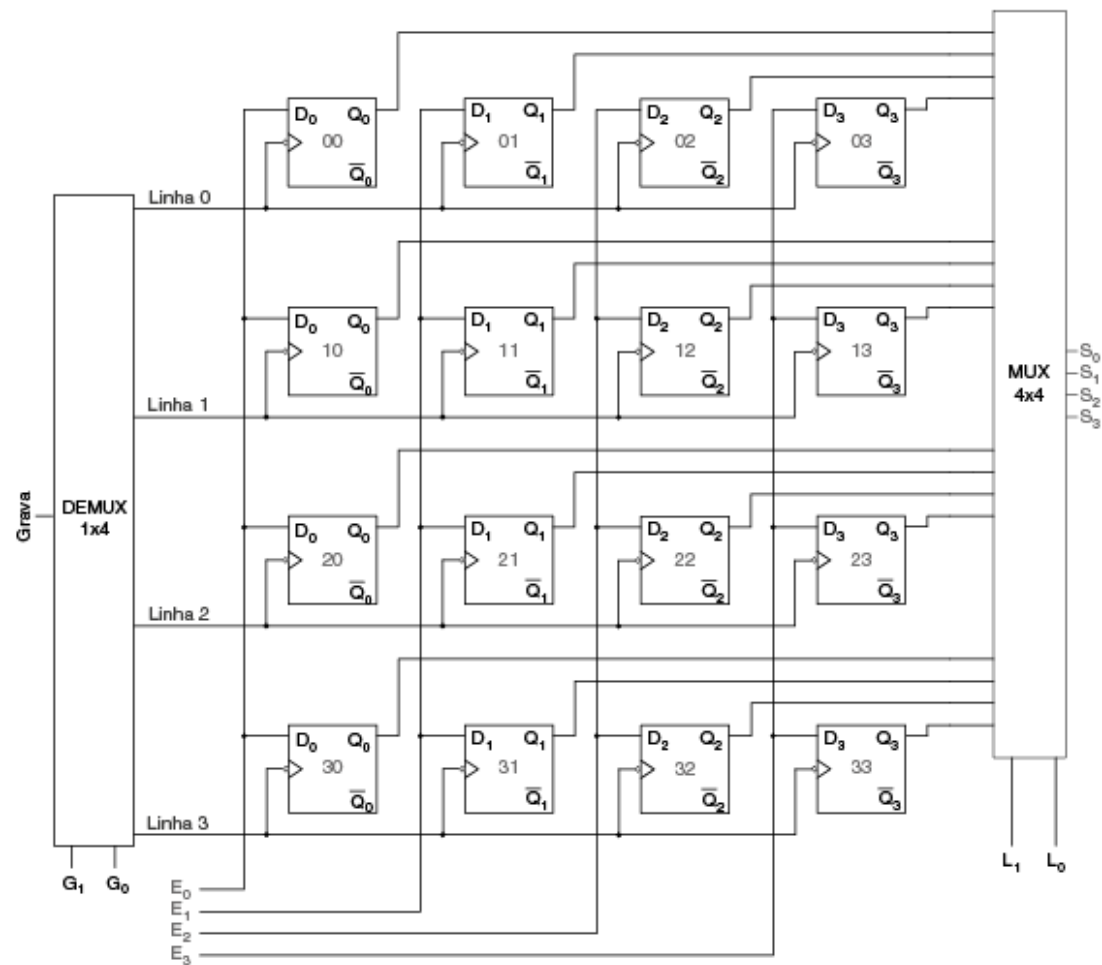 D₀ Q₀ D₁ Q₁ D₂ Q₂ D₃ Q₃
00 01 02 03
Q̅₀ Q̅₁ Q̅₂ Q̅₃
Linha 0
D₀ Q₀ D₁ Q₁ D₂ Q₂ D₃ Q₃
10 11 12 13
Q̅₀ Q̅₁ Q̅₂ Q̅₃
Linha 1
MUX
4x4
S₀
S₁
S₂
S₃
Grava
DEMUX
1x4
D₀ Q₀ D₁ Q₁ D₂ Q₂ D₃ Q₃
20 21 22 23
Q̅₀ Q̅₁ Q̅₂ Q̅₃
Linha 2
D₀ Q₀ D₁ Q₁ D₂ Q₂ D₃ Q₃
30 31 32 33
Q̅₀ Q̅₁ Q̅₂ Q̅₃
Linha 3
G₁ G₀
L₁ L₀
E₀
E₁
E₂
E₃